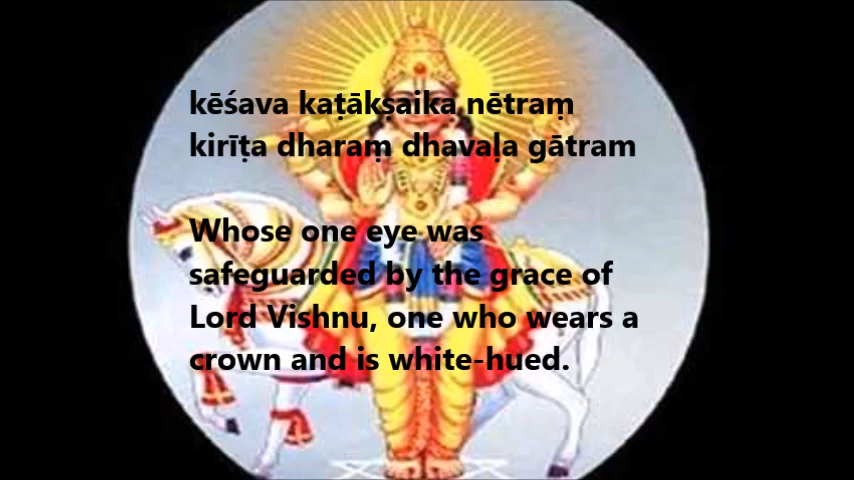 kēśava kaṭākṣaika nētraṃ
kirīṭa dharaṃ dhavaḷa gātram
Whose one eye was
safeguarded by the grace of
Lord Vishnu, one who wears a
crown and is white-hued.